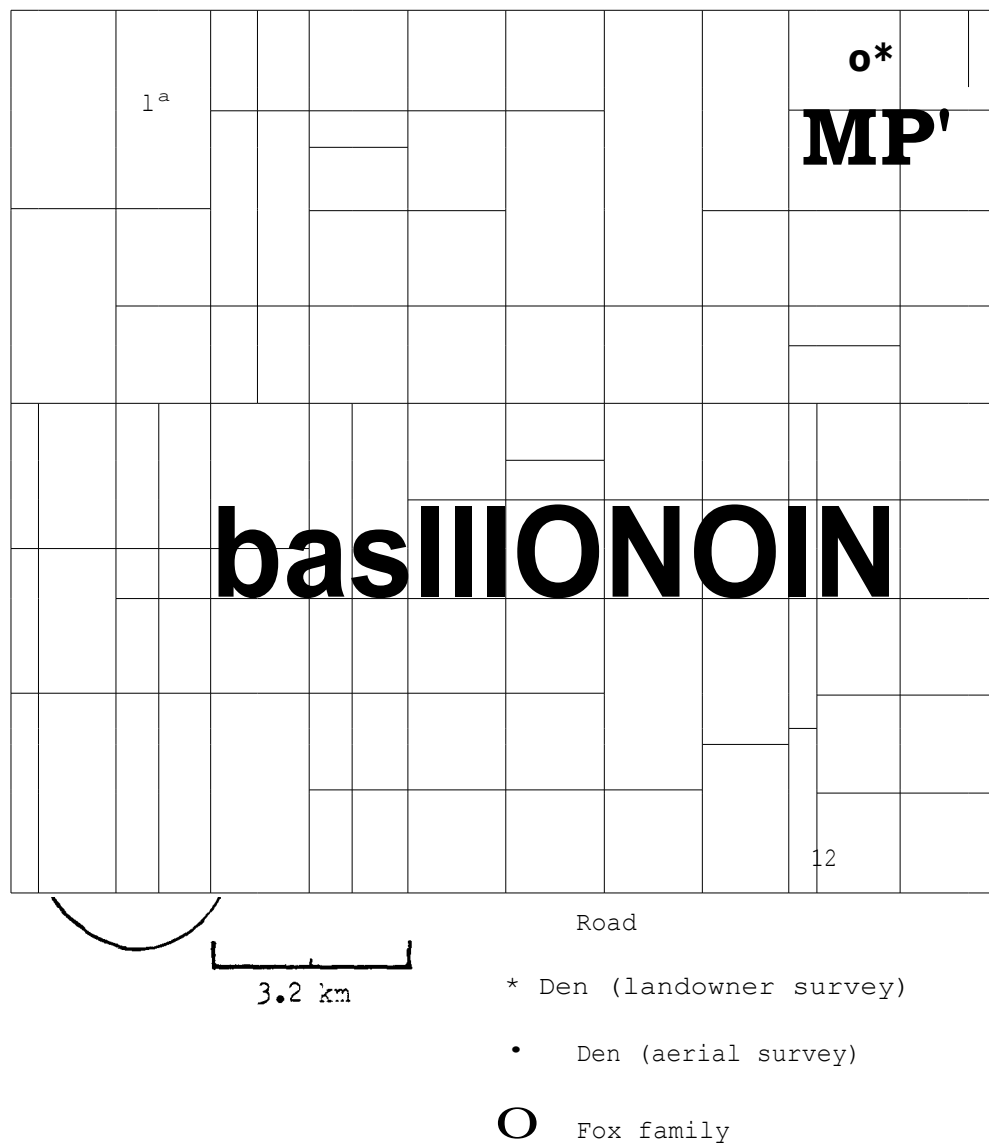 o*
1ª
MP'
basIIIONOIN
12
Road
3.2 km
* Den (landowner survey)
• Den (aerial survey)
O Fox family